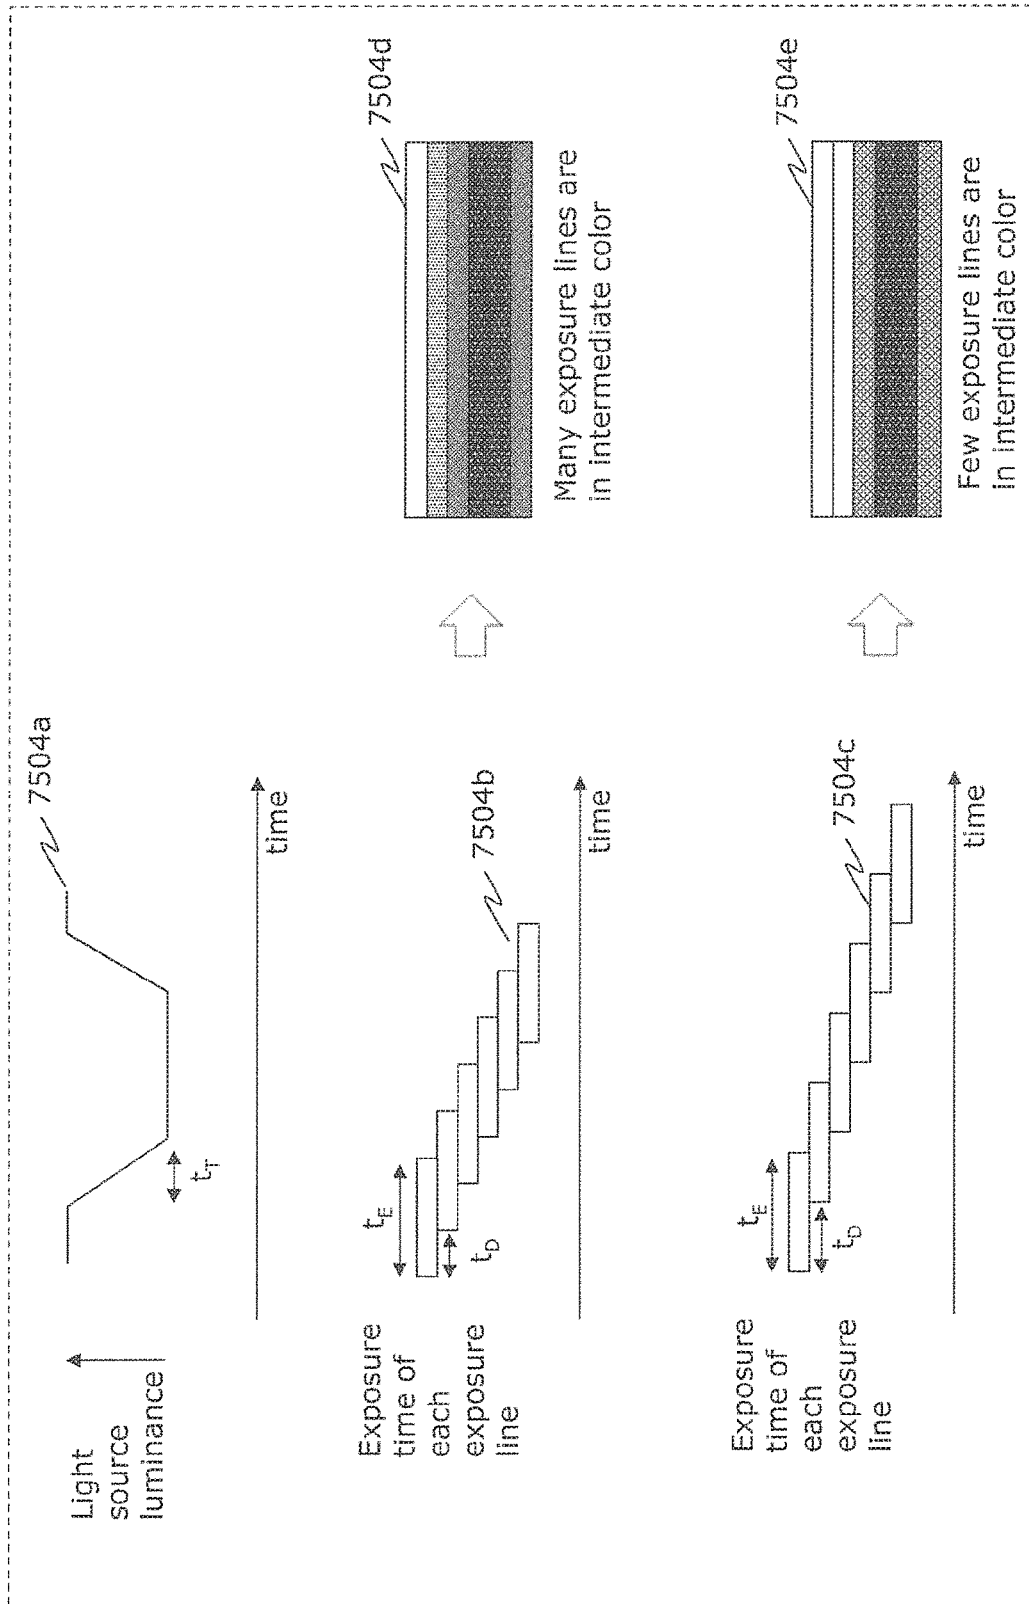 Light
source
luminance
7504a
t_T
time
Exposure
time of
each
exposure
line
t_E
t_D
7504b
time
7504d
Many exposure lines are
in intermediate color
Exposure
time of
each
exposure
line
t_E
t_D
7504c
time
7504e
Few exposure lines are
in intermediate color